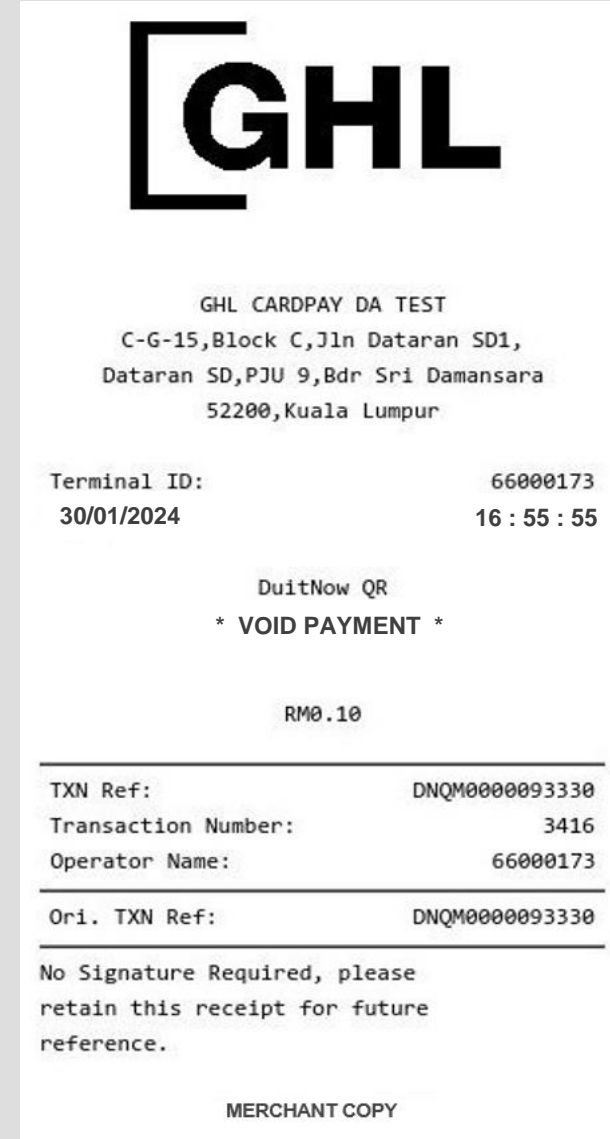 GHL
GHL CARDPAY DA TEST
C-G-15,Block C,Jln Dataran SD1,
Dataran SD,PJU 9,Bdr Sri Damansara
52200,Kuala Lumpur
Terminal ID: 66000173
30/01/2024 16 : 55 : 55
DuitNow QR
* VOID PAYMENT *
RM0.10
TXN Ref: DNQM0000093330
Transaction Number: 3416
Operator Name: 66000173
Ori. TXN Ref: DNQM0000093330
No Signature Required, please
retain this receipt for future
reference.
MERCHANT COPY